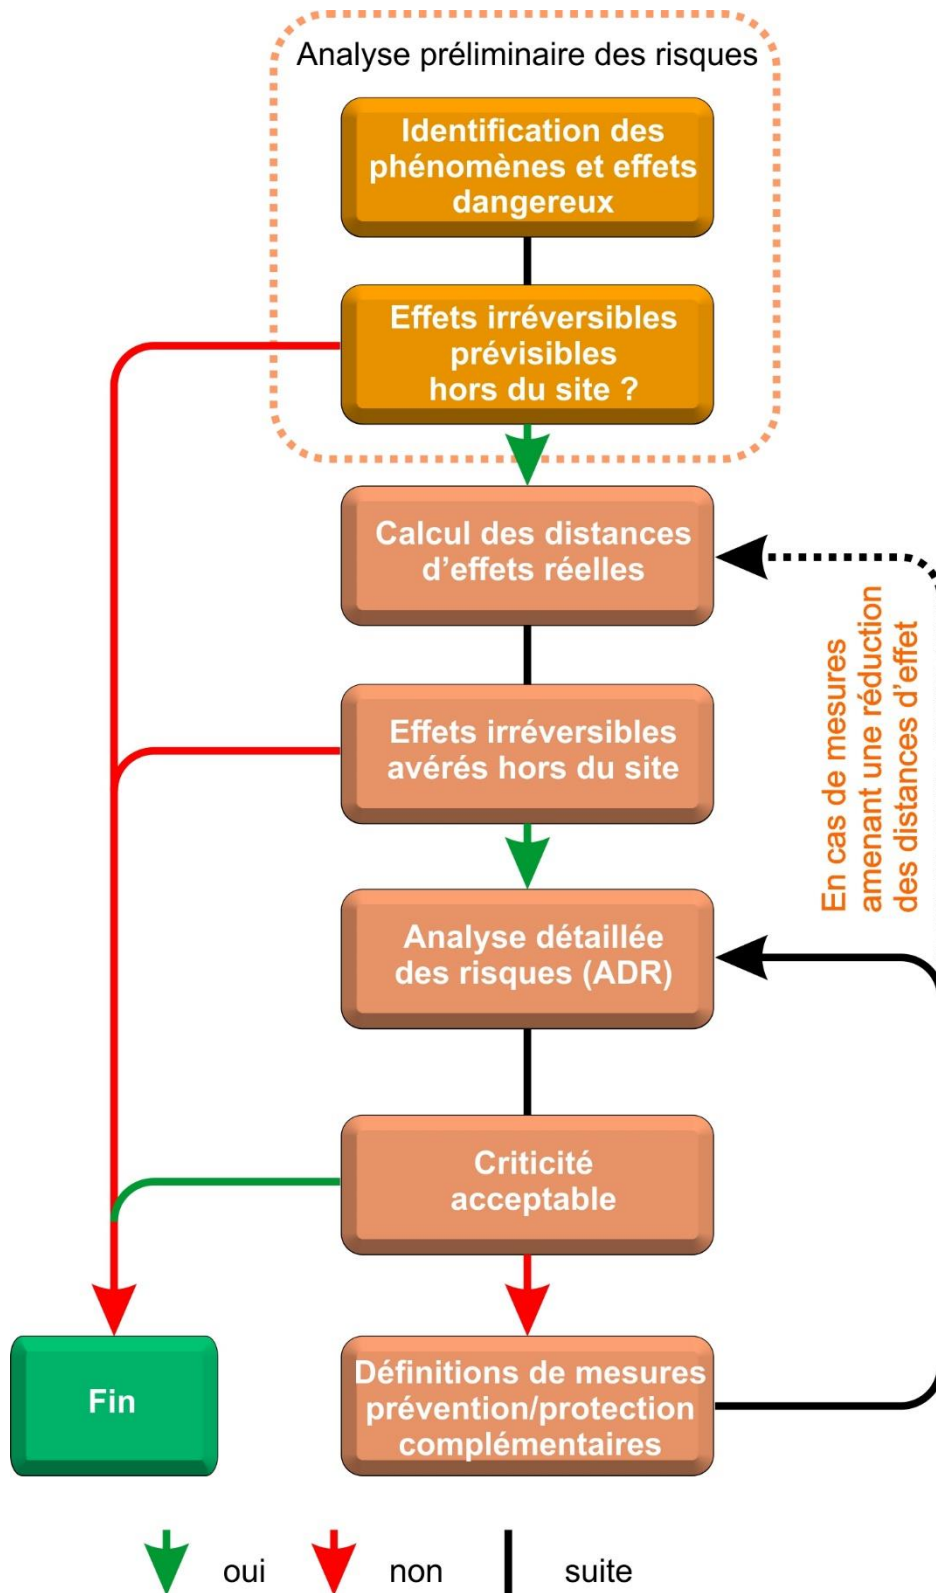 Analyse préliminaire des risques
Identification des
phénomènes et effets
dangereux
Effets irréversibles
prévisibles
hors du site ?
Calcul des distances
d’effets réelles
Effets irréversibles
avérés hors du site
En cas de mesures
amenant une réduction
des distances d’effet
Analyse détaillée
des risques (ADR)
Criticité
acceptable
Fin
Définitions de mesures
prévention/protection
complémentaires
oui
non
suite